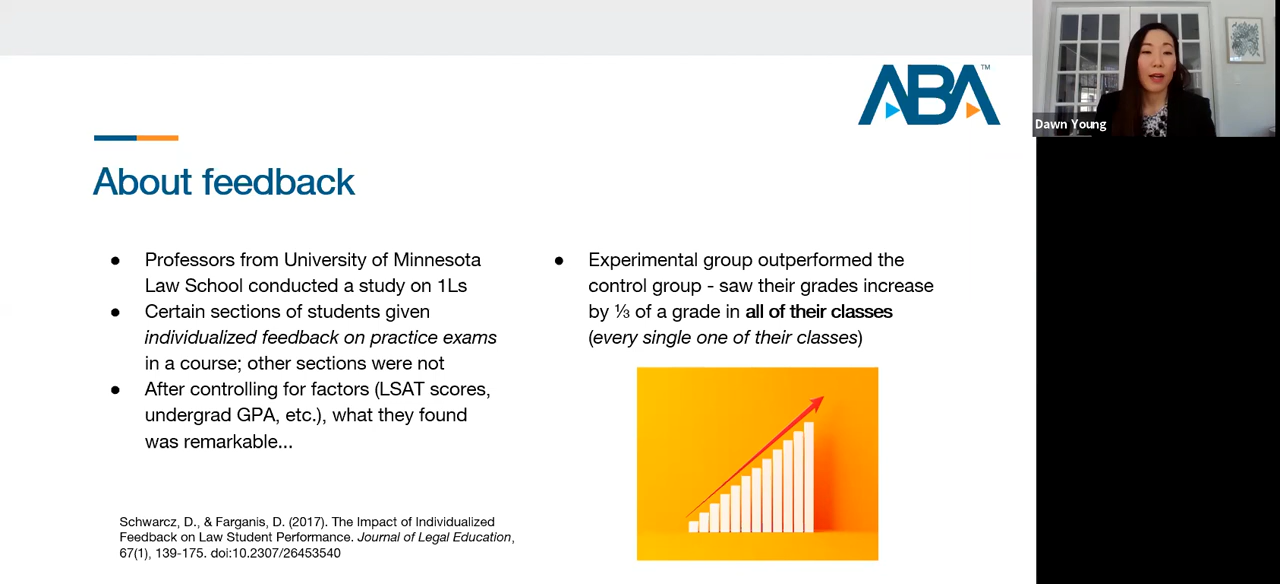 ABA™
Dawn Young
About feedback
● Professors from University of Minnesota
Law School conducted a study on 1Ls
● Certain sections of students given
individualized feedback on practice exams
in a course; other sections were not
● After controlling for factors (LSAT scores,
undergrad GPA, etc.), what they found
was remarkable...
● Experimental group outperformed the
control group - saw their grades increase
by ⅓ of a grade in all of their classes
(every single one of their classes)
Schwarcz, D., & Farganis, D. (2017). The Impact of Individualized
Feedback on Law Student Performance. Journal of Legal Education,
67(1), 139-175. doi:10.2307/26453540